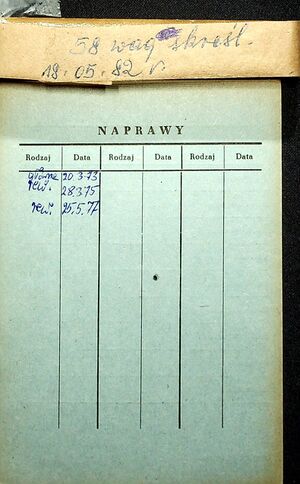 58 wag skreśl.
18.05.82 r.
NAPRAWY
Rodzaj Data Rodzaj Data Rodzaj Data
główne 20.3.73
rew. 28.3.75
rew. 25.5.77